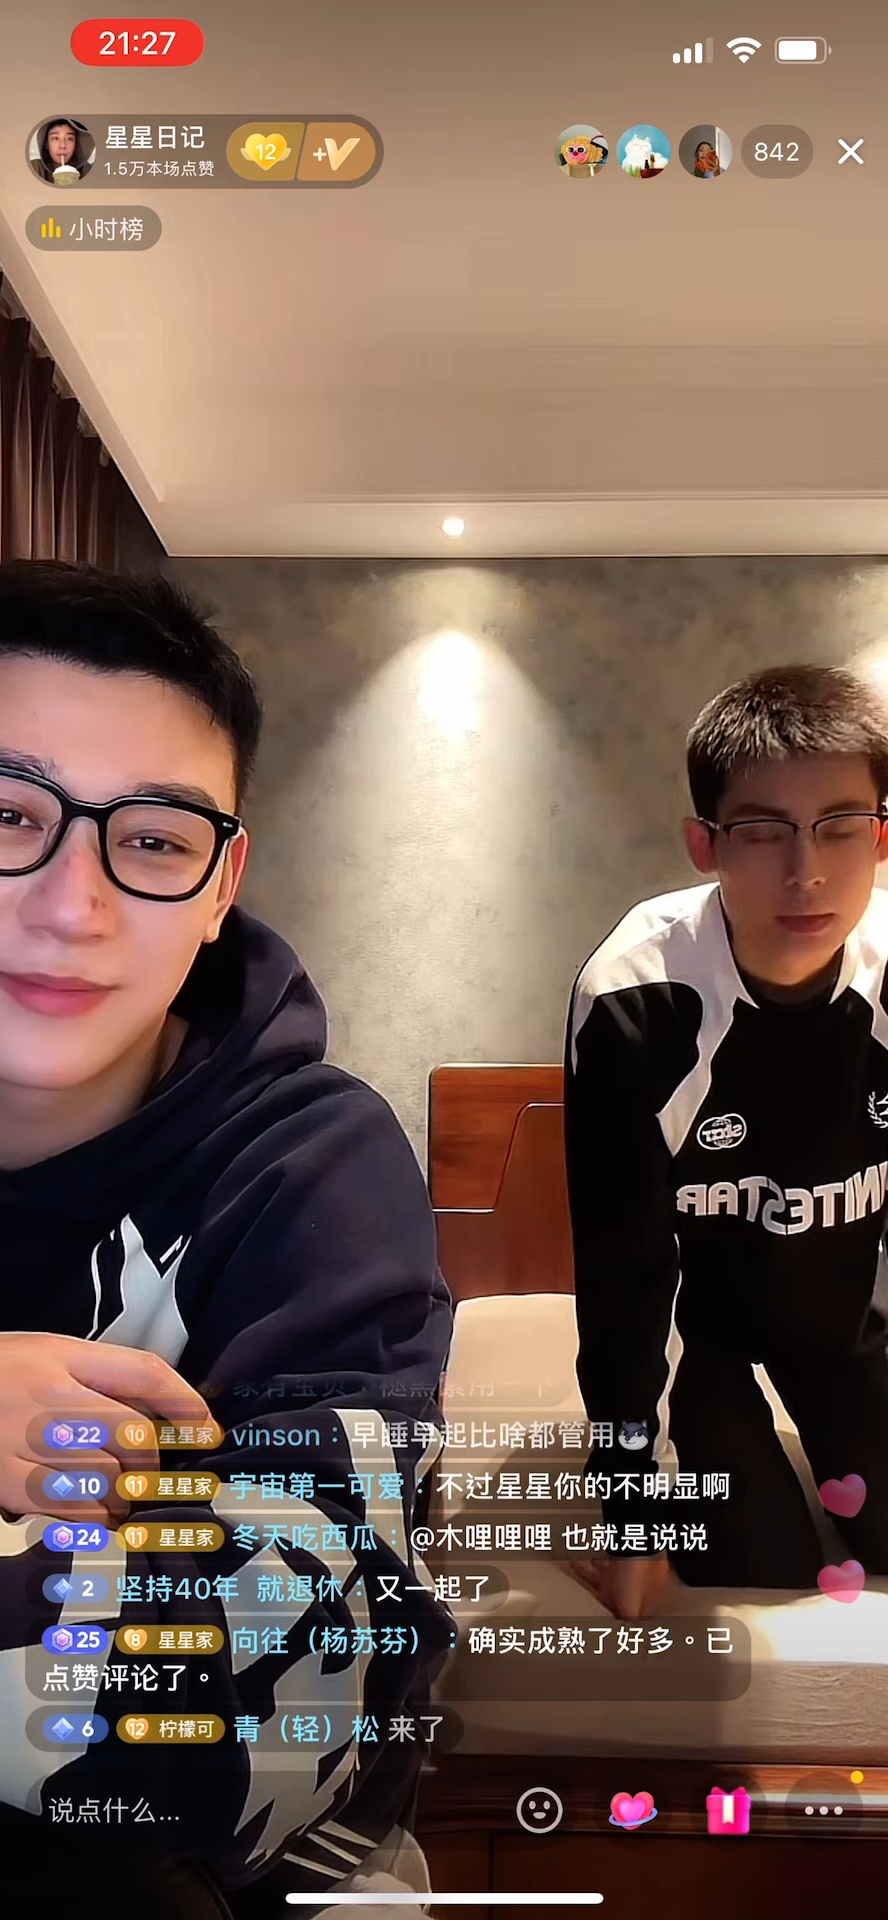 21:27
星星日记
1.5万本场点赞
12
+V
842
小时榜
UNITESTAR
22 10 星星家 vinson：早睡早起比啥都管用
10 11 星星家 宇宙第一可爱：不过星星你的不明显啊
24 11 星星家 冬天吃西瓜：@木哩哩哩 也就是说说
2 坚持40年 就退休：又一起了
25 8 星星家 向往（杨苏芬）：确实成熟了好多。已
点赞评论了。
6 12 柠檬可 青（轻）松 来了
说点什么...